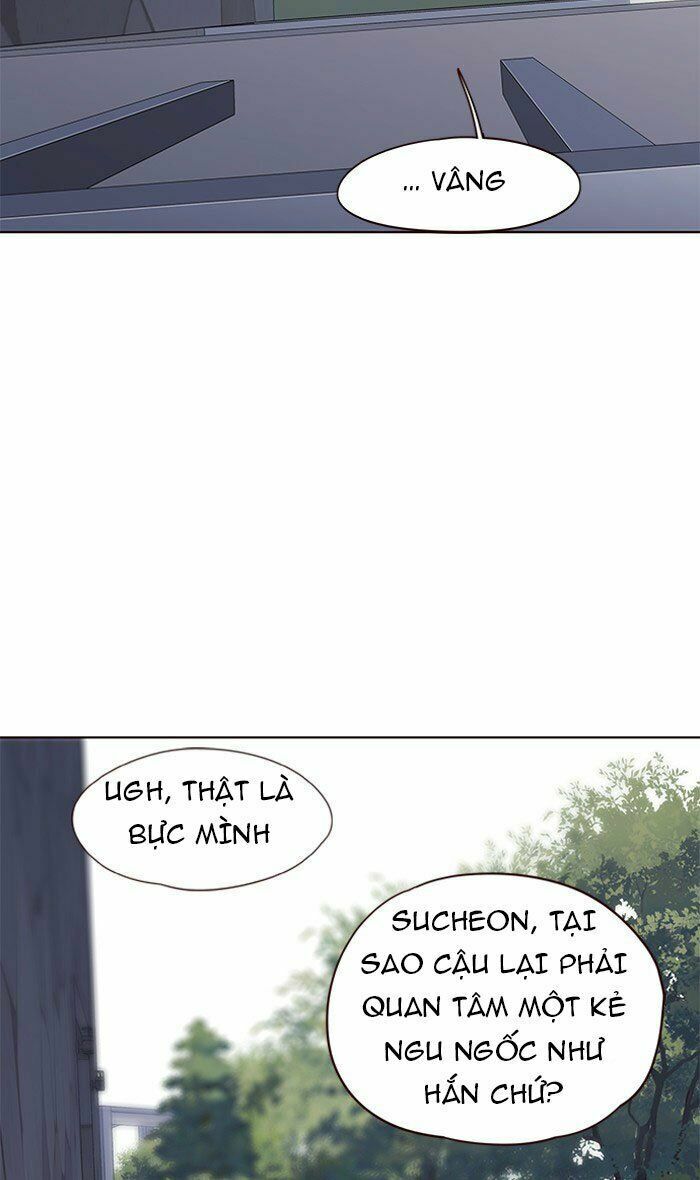 ... VÂNG
UGH, THẬT LÀ
BỰC MÌNH
SUCHEON, TẠI
SAO CẬU LẠI PHẢI
QUAN TÂM MỘT KẺ
NGU NGỐC NHƯ
HẮN CHỨ?